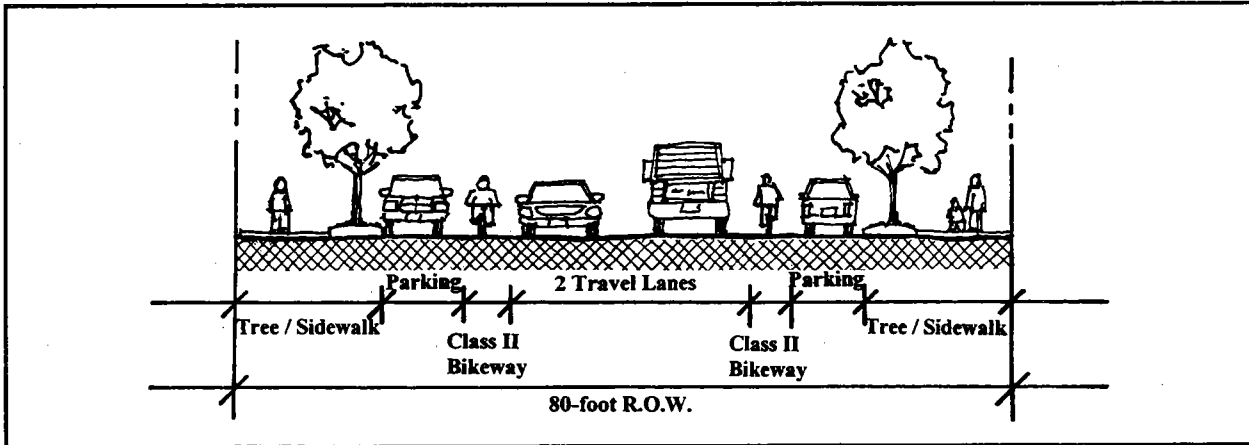 Parking
2 Travel Lanes
Parking
Tree / Sidewalk
Class II
Bikeway
Class II
Bikeway
Tree / Sidewalk
80-foot R.O.W.